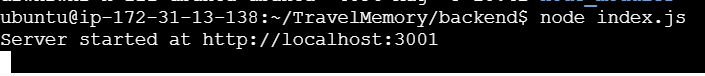 ubuntu@ip-172-31-13-138:~/TravelMemory/backend$ node index.js
Server started at http://localhost:3001